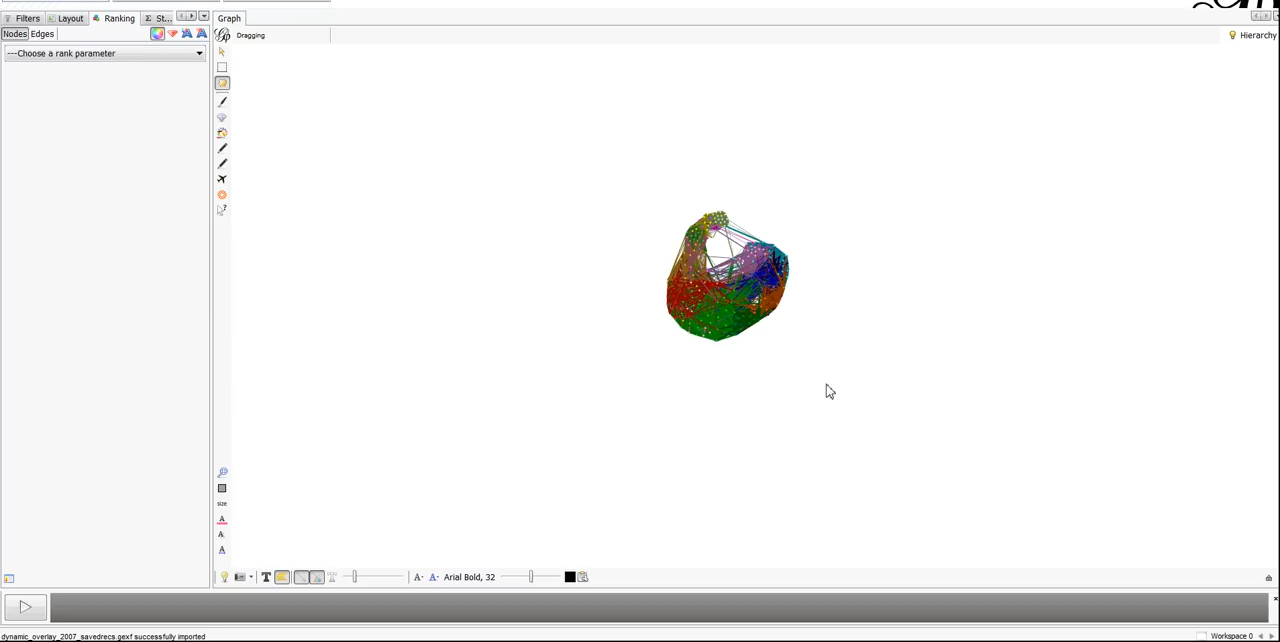 Filters Layout Ranking Σ St... Graph
Nodes Edges Dragging Hierarchy
---Choose a rank parameter
size
T A- A- Arial Bold, 32
dynamic_overlay_2007_savedrecs.gexf successfully imported Workspace 0